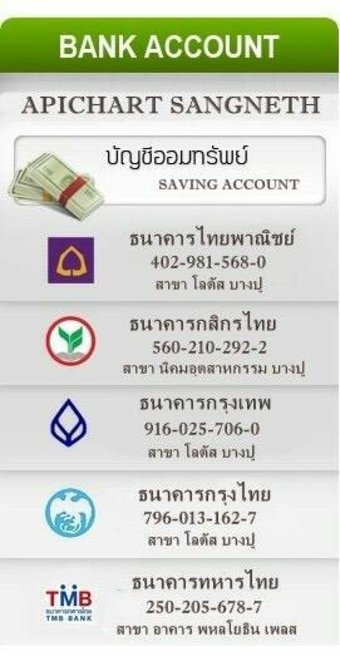 BANK ACCOUNT
APICHART SANGNETH
บัญชีออมทรัพย์
SAVING ACCOUNT
ธนาคารไทยพาณิชย์
402-981-568-0
สาขา โลตัส บางปู
ธนาคารกสิกรไทย
560-210-292-2
สาขา นิคมอุตสาหกรรม บางปู
ธนาคารกรุงเทพ
916-025-706-0
สาขา โลตัส บางปู
ธนาคารกรุงไทย
796-013-162-7
สาขา โลตัส บางปู
ธนาคารทหารไทย
TMB
ธนาคารทหารไทย
TMB BANK
250-205-678-7
สาขา อาคาร พหลโยธิน เพลส